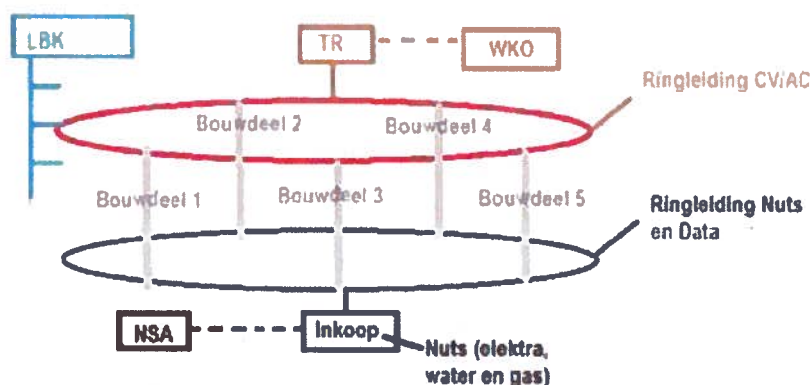 LBK
TR
WKO
Ringleiding CV/AC
Bouwdeel 2
Bouwdeel 4
Bouwdeel 1
Bouwdeel 3
Bouwdeel 5
Ringleiding Nuts
en Data
NSA
Inkoop
Nuts (elektra,
water en gas)